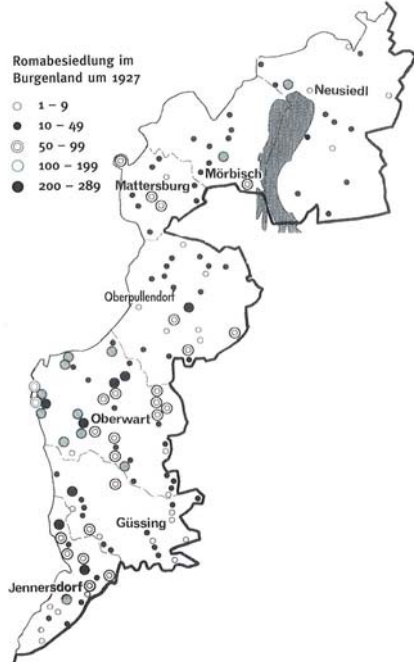 Romabesiedlung im
Burgenland um 1927
1 – 9
10 – 49
50 – 99
100 – 199
200 – 289
Neusiedl
Mörbisch
Mattersburg
Oberpullendorf
Oberwart
Güssing
Jennersdorf